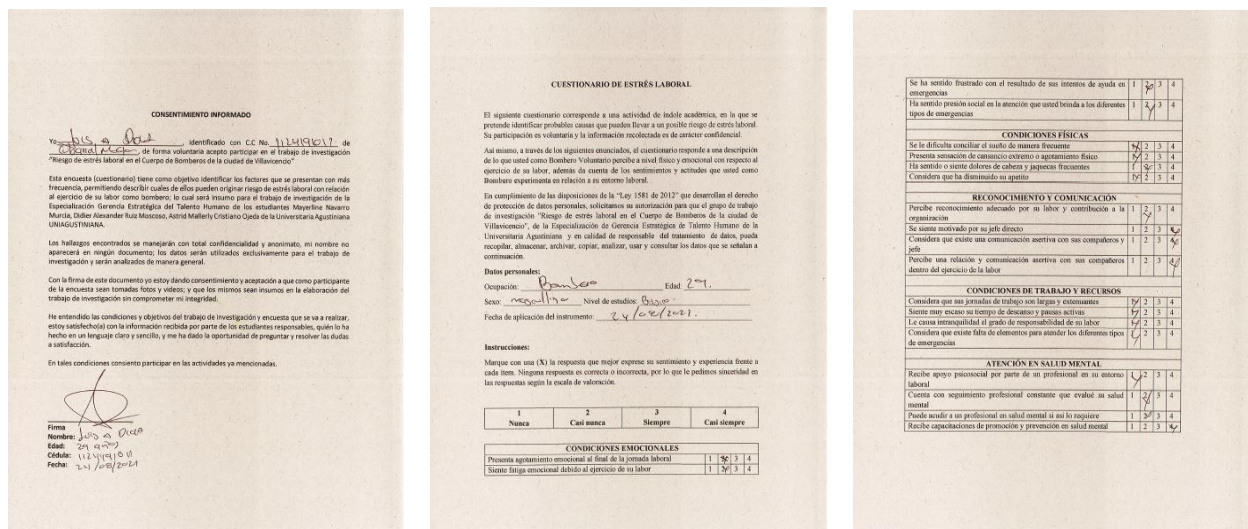 CONSENTIMIENTO INFORMADO
Yo, Luis A, identificado con C.C No. de
, de forma voluntaria acepto participar en el trabajo de investigación
"Riesgo de estrés laboral en el Cuerpo de Bomberos de la ciudad de Villavicencio"
Esta encuesta (cuestionario) tiene como objetivo identificar los factores que se presentan con más
frecuencia, permitiendo describir cuales de ellos pueden originar riesgo de estrés laboral con relación
al ejercicio de su labor como bombero; lo cual será insumo para el trabajo de investigación de la
Especialización Gerencia Estratégica del Talento Humano de los estudiantes Mayerline Navarro
Murcia, Didier Alexander Ruiz Moscoso, Astrid Mallerly Cristiano Ojeda de la Universitaria Agustiniana
UNIAGUSTINIANA.
Los hallazgos encontrados se manejarán con total confidencialidad y anonimato, mi nombre no
aparecerá en ningún documento; los datos serán utilizados exclusivamente para el trabajo de
investigación y serán analizados de manera general.
Con la firma de este documento yo estoy dando consentimiento y aceptación a que como participante
de la encuesta sean tomadas fotos y videos; y que los mismos sean insumos en la elaboración del
trabajo de investigación sin comprometer mi integridad.
He entendido las condiciones y objetivos del trabajo de investigación y encuesta que se va a realizar,
estoy satisfecho(a) con la información recibida por parte de los estudiantes responsables, quién lo ha
hecho en un lenguaje claro y sencillo, y me ha dado la oportunidad de preguntar y resolver las dudas
a satisfacción.
En tales condiciones consiento participar en las actividades ya mencionadas.
Firma
Nombre: Luis A
Edad: 29 años
Cédula:
Fecha: 24/08/2021
CUESTIONARIO DE ESTRÉS LABORAL
El siguiente cuestionario corresponde a una actividad de índole académica, en la que se
pretende identificar probables causas que pueden llevar a un posible riesgo de estrés laboral.
Su participación es voluntaria y la información recolectada es de carácter confidencial.
Así mismo, a través de los siguientes enunciados, el cuestionario responde a una descripción
de lo que usted como Bombero Voluntario percibe a nivel físico y emocional con respecto al
ejercicio de su labor, además da cuenta de los sentimientos y actitudes que usted como
Bombero experimenta en relación a su entorno laboral.
En cumplimiento de las disposiciones de la "Ley 1581 de 2012" que desarrollan el derecho
de protección de datos personales, solicitamos su autorización para que el grupo de trabajo
de investigación "Riesgo de estrés laboral en el Cuerpo de Bomberos de la ciudad de
Villavicencio", de la Especialización de Gerencia Estratégica de Talento Humano de la
Universitaria Agustiniana y en calidad de responsable del tratamiento de datos, pueda
recopilar, almacenar, archivar, copiar, analizar, usar y consultar los datos que se señalan a
continuación.
Datos personales:
Ocupación: Bombero Edad: 29.
Sexo: masculino Nivel de estudios:
Fecha de aplicación del instrumento: 24/08/2021.
Instrucciones:
Marque con una (X) la respuesta que mejor exprese su sentimiento y experiencia frente a
cada ítem. Ninguna respuesta es correcta o incorrecta, por lo que le pedimos sinceridad en
las respuestas según la escala de valoración.
1 2 3 4
Nunca Casi nunca Siempre Casi siempre
CONDICIONES EMOCIONALES
Presenta agotamiento emocional al final de la jornada laboral 1 2 3 4
Siente fatiga emocional debido al ejercicio de su labor 1 2 3 4
Se ha sentido frustrado con el resultado de sus intentos de ayuda en 1 2 3 4
emergencias
Ha sentido presión social en la atención que usted brinda a los diferentes 1 2 3 4
tipos de emergencias
CONDICIONES FÍSICAS
Se le dificulta conciliar el sueño de manera frecuente 1 2 3 4
Presenta sensación de cansancio extremo o agotamiento físico 1 2 3 4
Ha sentido o siente dolores de cabeza y jaquecas frecuentes 1 2 3 4
Considera que ha disminuido su apetito 1 2 3 4
RECONOCIMIENTO Y COMUNICACIÓN
Percibe reconocimiento adecuado por su labor y contribución a la 1 2 3 4
organización
Se siente motivado por su jefe directo 1 2 3 4
Considera que existe una comunicación asertiva con sus compañeros y 1 2 3 4
jefe
Percibe una relación y comunicación asertiva con sus compañeros 1 2 3 4
dentro del ejercicio de la labor
CONDICIONES DE TRABAJO Y RECURSOS
Considera que sus jornadas de trabajo son largas y extenuantes 1 2 3 4
Siente muy escaso su tiempo de descanso y pausas activas 1 2 3 4
Le causa intranquilidad el grado de responsabilidad de su labor 1 2 3 4
Considera que existe falta de elementos para atender los diferentes tipos 1 2 3 4
de emergencias
ATENCIÓN EN SALUD MENTAL
Recibe apoyo psicosocial por parte de un profesional en su entorno 1 2 3 4
laboral
Cuenta con seguimiento profesional constante que evalué su salud 1 2 3 4
mental
Puede acudir a un profesional en salud mental si así lo requiere 1 2 3 4
Recibe capacitaciones de promoción y prevención en salud mental 1 2 3 4